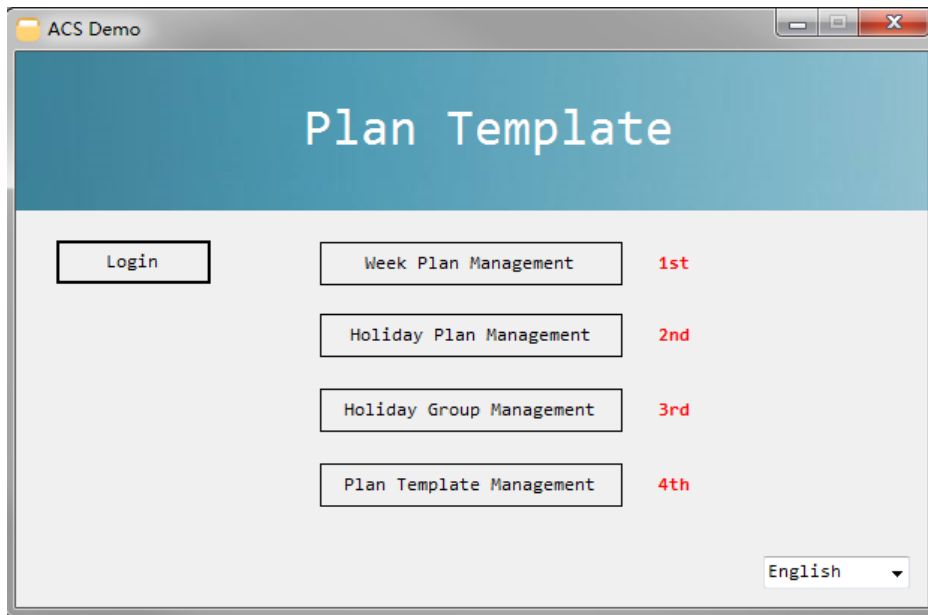 ACS Demo
Plan Template
Login
Week Plan Management 1st
Holiday Plan Management 2nd
Holiday Group Management 3rd
Plan Template Management 4th
English